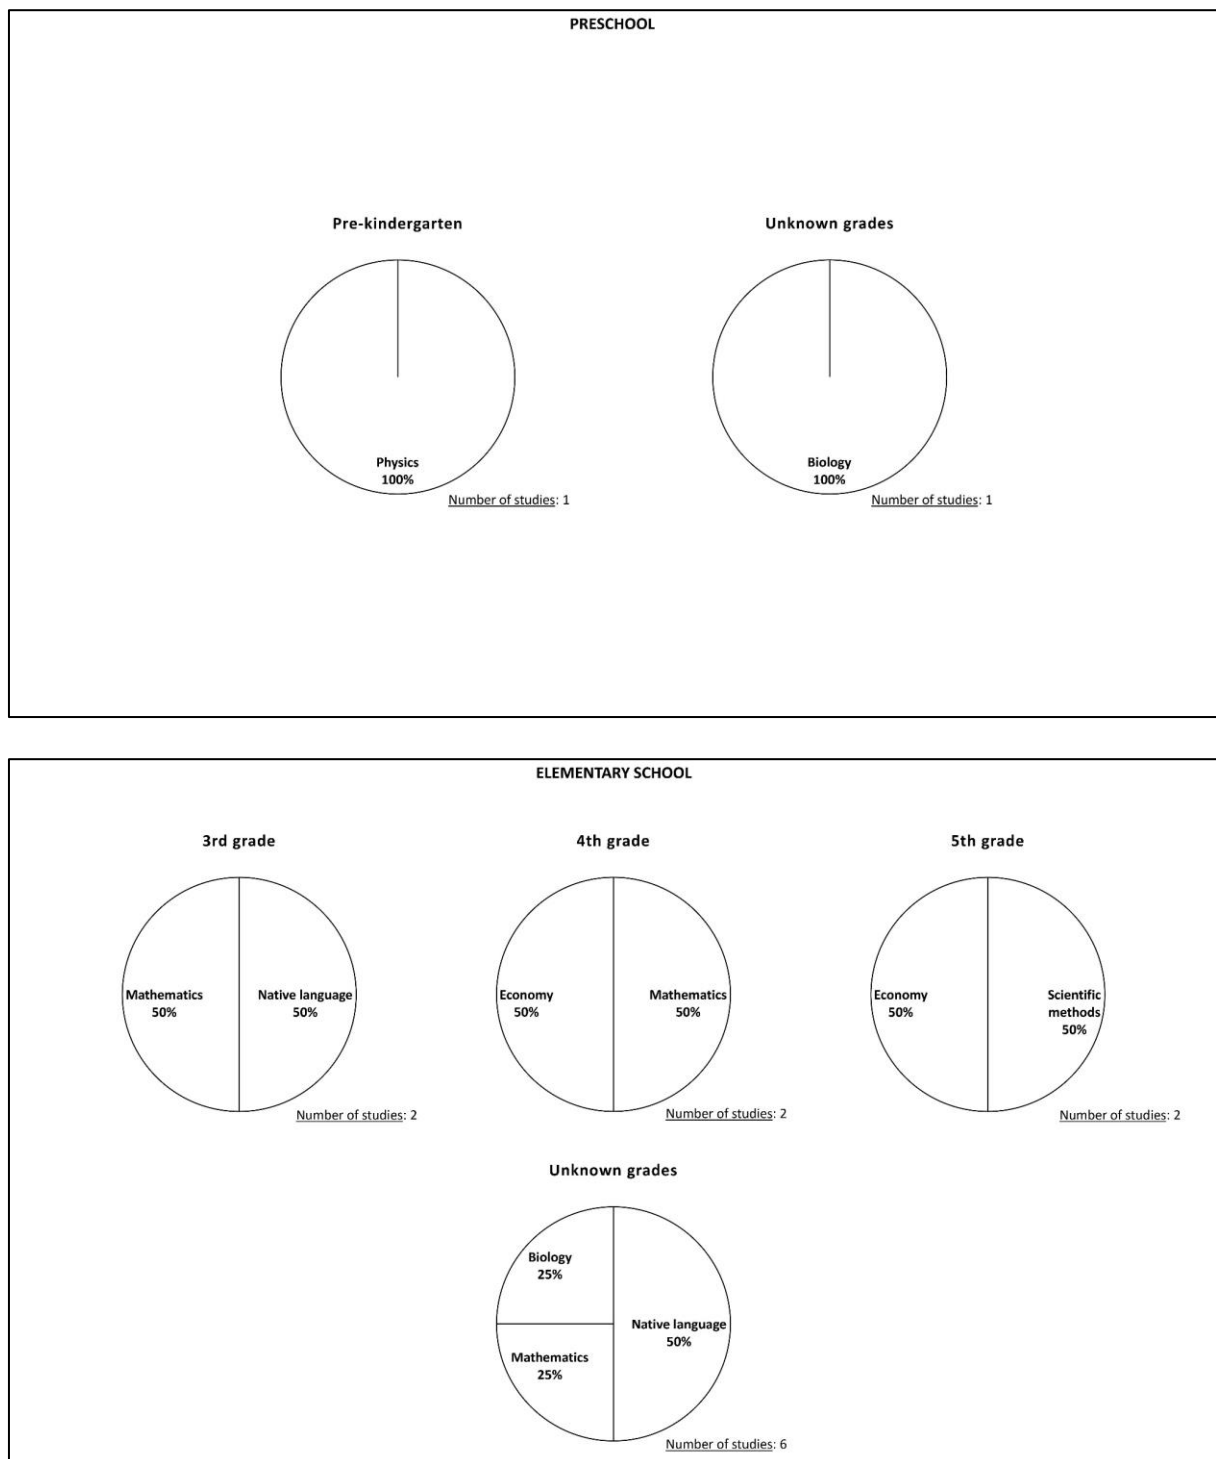 PRESCHOOL
Pre-kindergarten
Unknown grades
Physics
100%
Number of studies: 1
Biology
100%
Number of studies: 1
ELEMENTARY SCHOOL
3rd grade
4th grade
5th grade
Mathematics
50%
Native language
50%
Number of studies: 2
Economy
50%
Mathematics
50%
Number of studies: 2
Economy
50%
Scientific
methods
50%
Number of studies: 2
Unknown grades
Biology
25%
Native language
50%
Mathematics
25%
Number of studies: 6